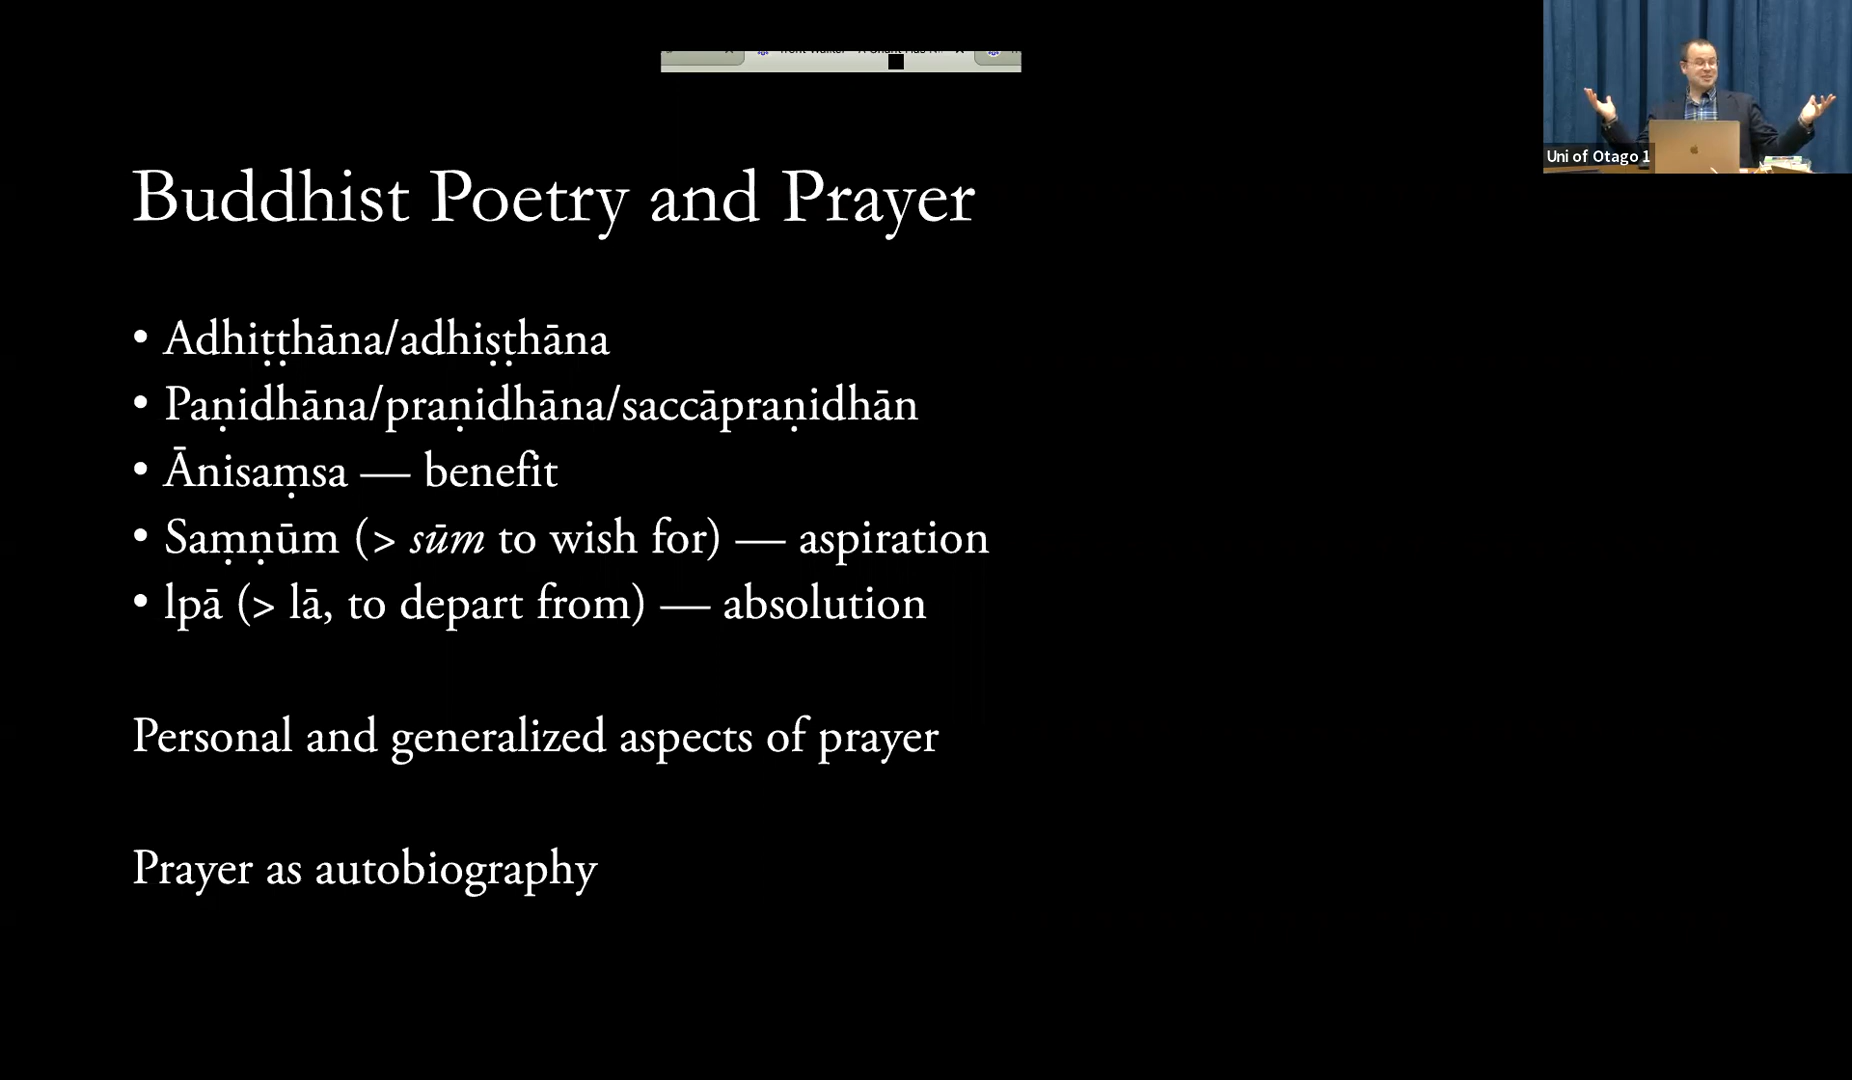 Uni of Otago 1
Buddhist Poetry and Prayer
• Adhiṭṭhāna/adhiṣṭhāna
• Paṇidhāna/praṇidhāna/saccāpraṇidhān
• Ānisaṃsa — benefit
• Saṃṇūm (> sūm to wish for) — aspiration
• lpā (> lā, to depart from) — absolution
Personal and generalized aspects of prayer
Prayer as autobiography